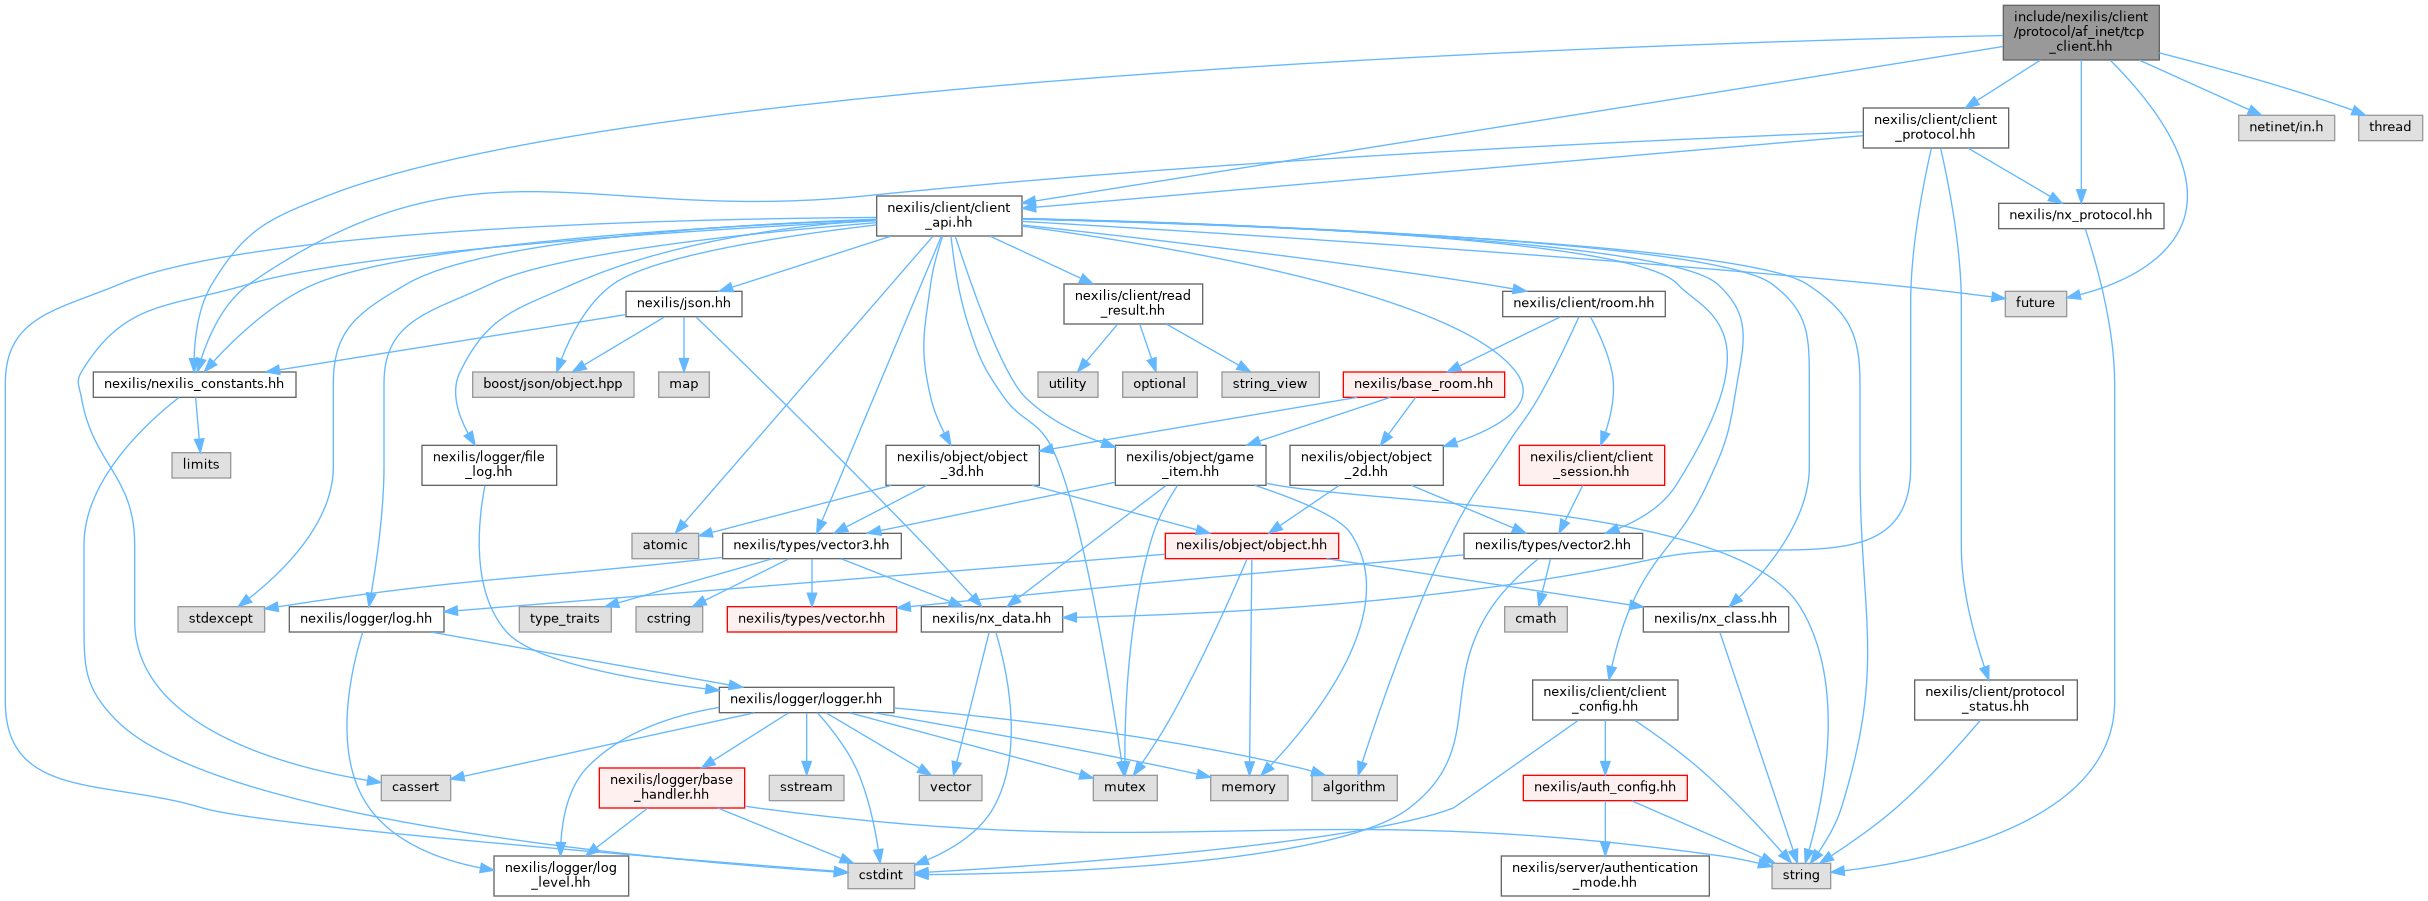 include/nexilis/client
/protocol/af_inet/tcp
_client.hh
nexilis/client/client
_protocol.hh
netinet/in.h
thread
nexilis/client/client
_api.hh
nexilis/nx_protocol.hh
nexilis/json.hh
nexilis/client/read
_result.hh
nexilis/client/room.hh
future
nexilis/nexilis_constants.hh
boost/json/object.hpp
map
utility
optional
string_view
nexilis/base_room.hh
limits
nexilis/logger/file
_log.hh
nexilis/object/object
_3d.hh
nexilis/object/game
_item.hh
nexilis/object/object
_2d.hh
nexilis/client/client
_session.hh
atomic
nexilis/types/vector3.hh
nexilis/object/object.hh
nexilis/types/vector2.hh
stdexcept
nexilis/logger/log.hh
type_traits
cstring
nexilis/types/vector.hh
nexilis/nx_data.hh
cmath
nexilis/nx_class.hh
nexilis/logger/logger.hh
nexilis/client/client
_config.hh
nexilis/client/protocol
_status.hh
cassert
nexilis/logger/base
_handler.hh
sstream
vector
mutex
memory
algorithm
nexilis/auth_config.hh
nexilis/logger/log
_level.hh
cstdint
nexilis/server/authentication
_mode.hh
string